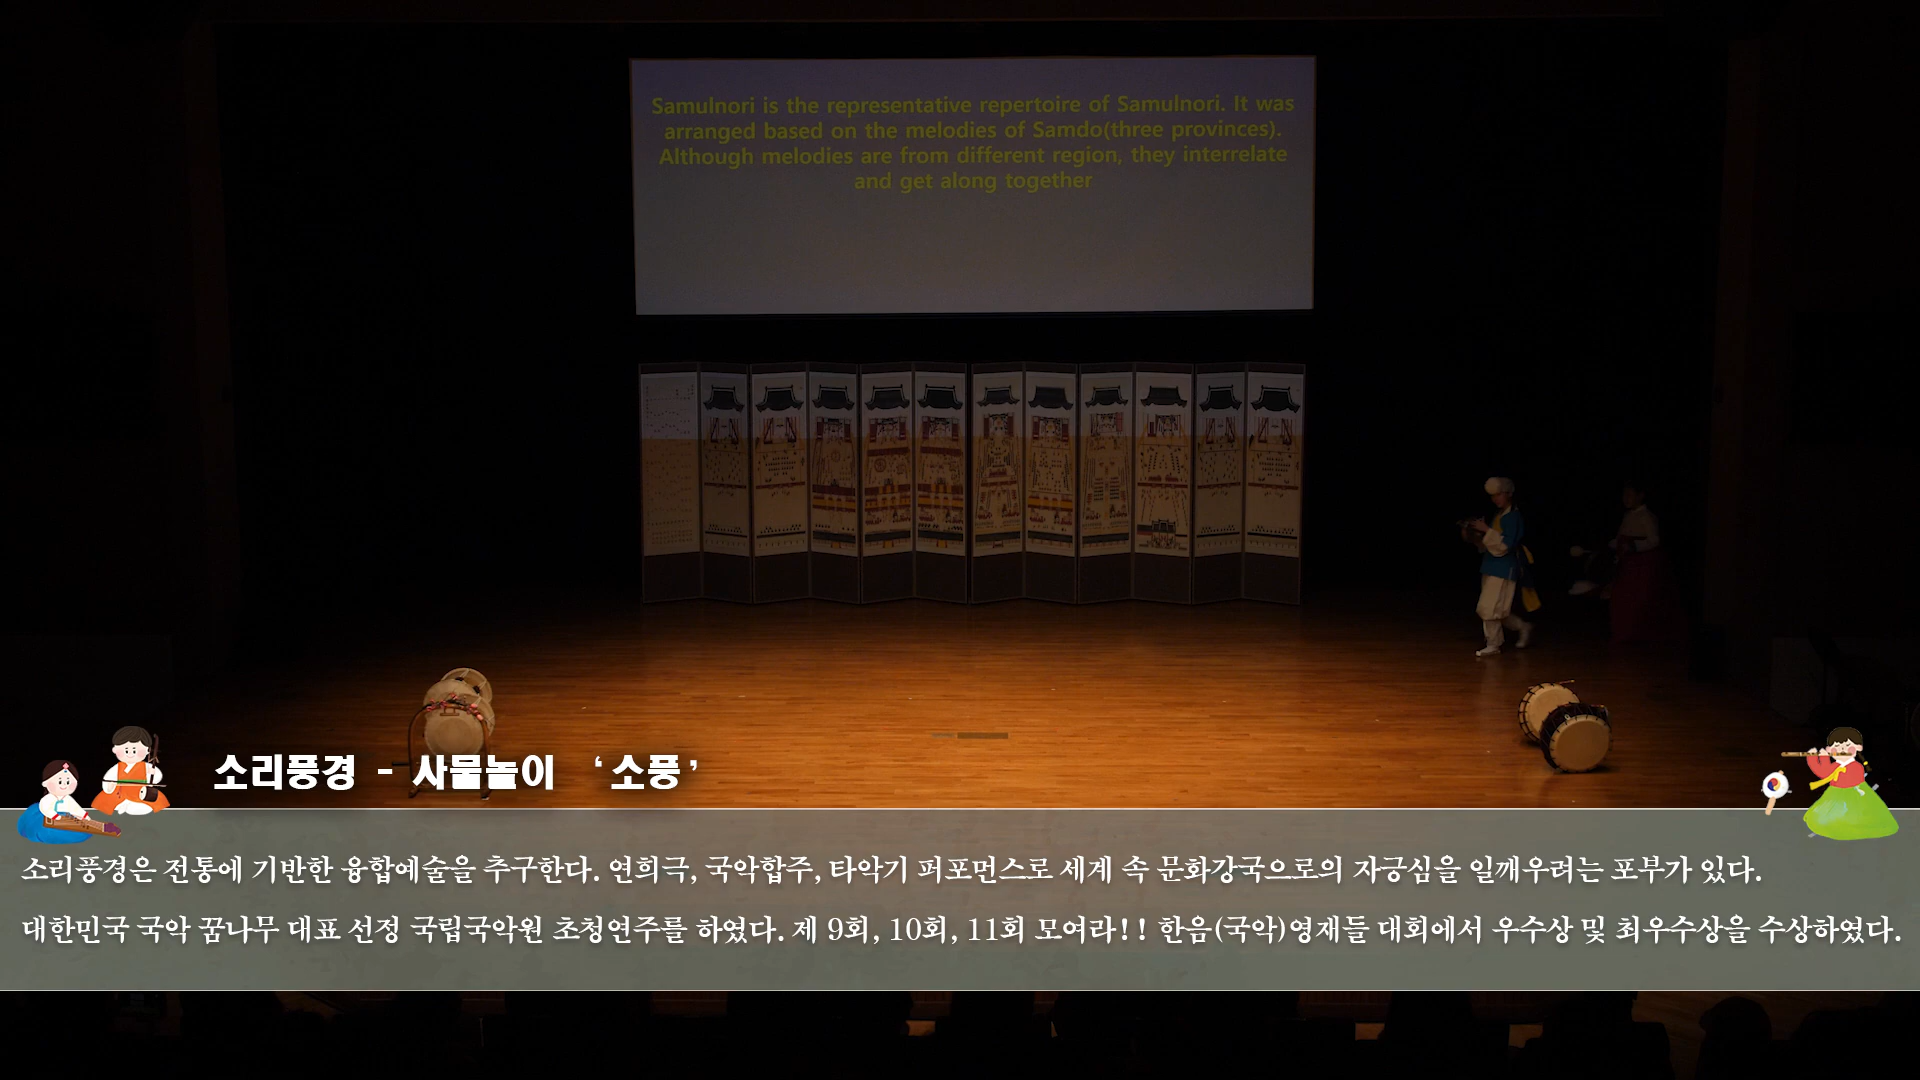 Samulnori is the representative repertoire of Samulnori. It was
arranged based on the melodies of Samdo(three provinces).
Although melodies are from different region, they interrelate
and get along together
소리풍경 - 사물놀이 ‘소풍’
소리풍경은 전통에 기반한 융합예술을 추구한다. 연희극, 국악합주, 타악기 퍼포먼스로 세계 속 문화강국으로의 자긍심을 일깨우려는 포부가 있다.
대한민국 국악 꿈나무 대표 선정 국립국악원 초청연주를 하였다. 제 9회, 10회, 11회 모여라!! 한음(국악)영재들 대회에서 우수상 및 최우수상을 수상하였다.